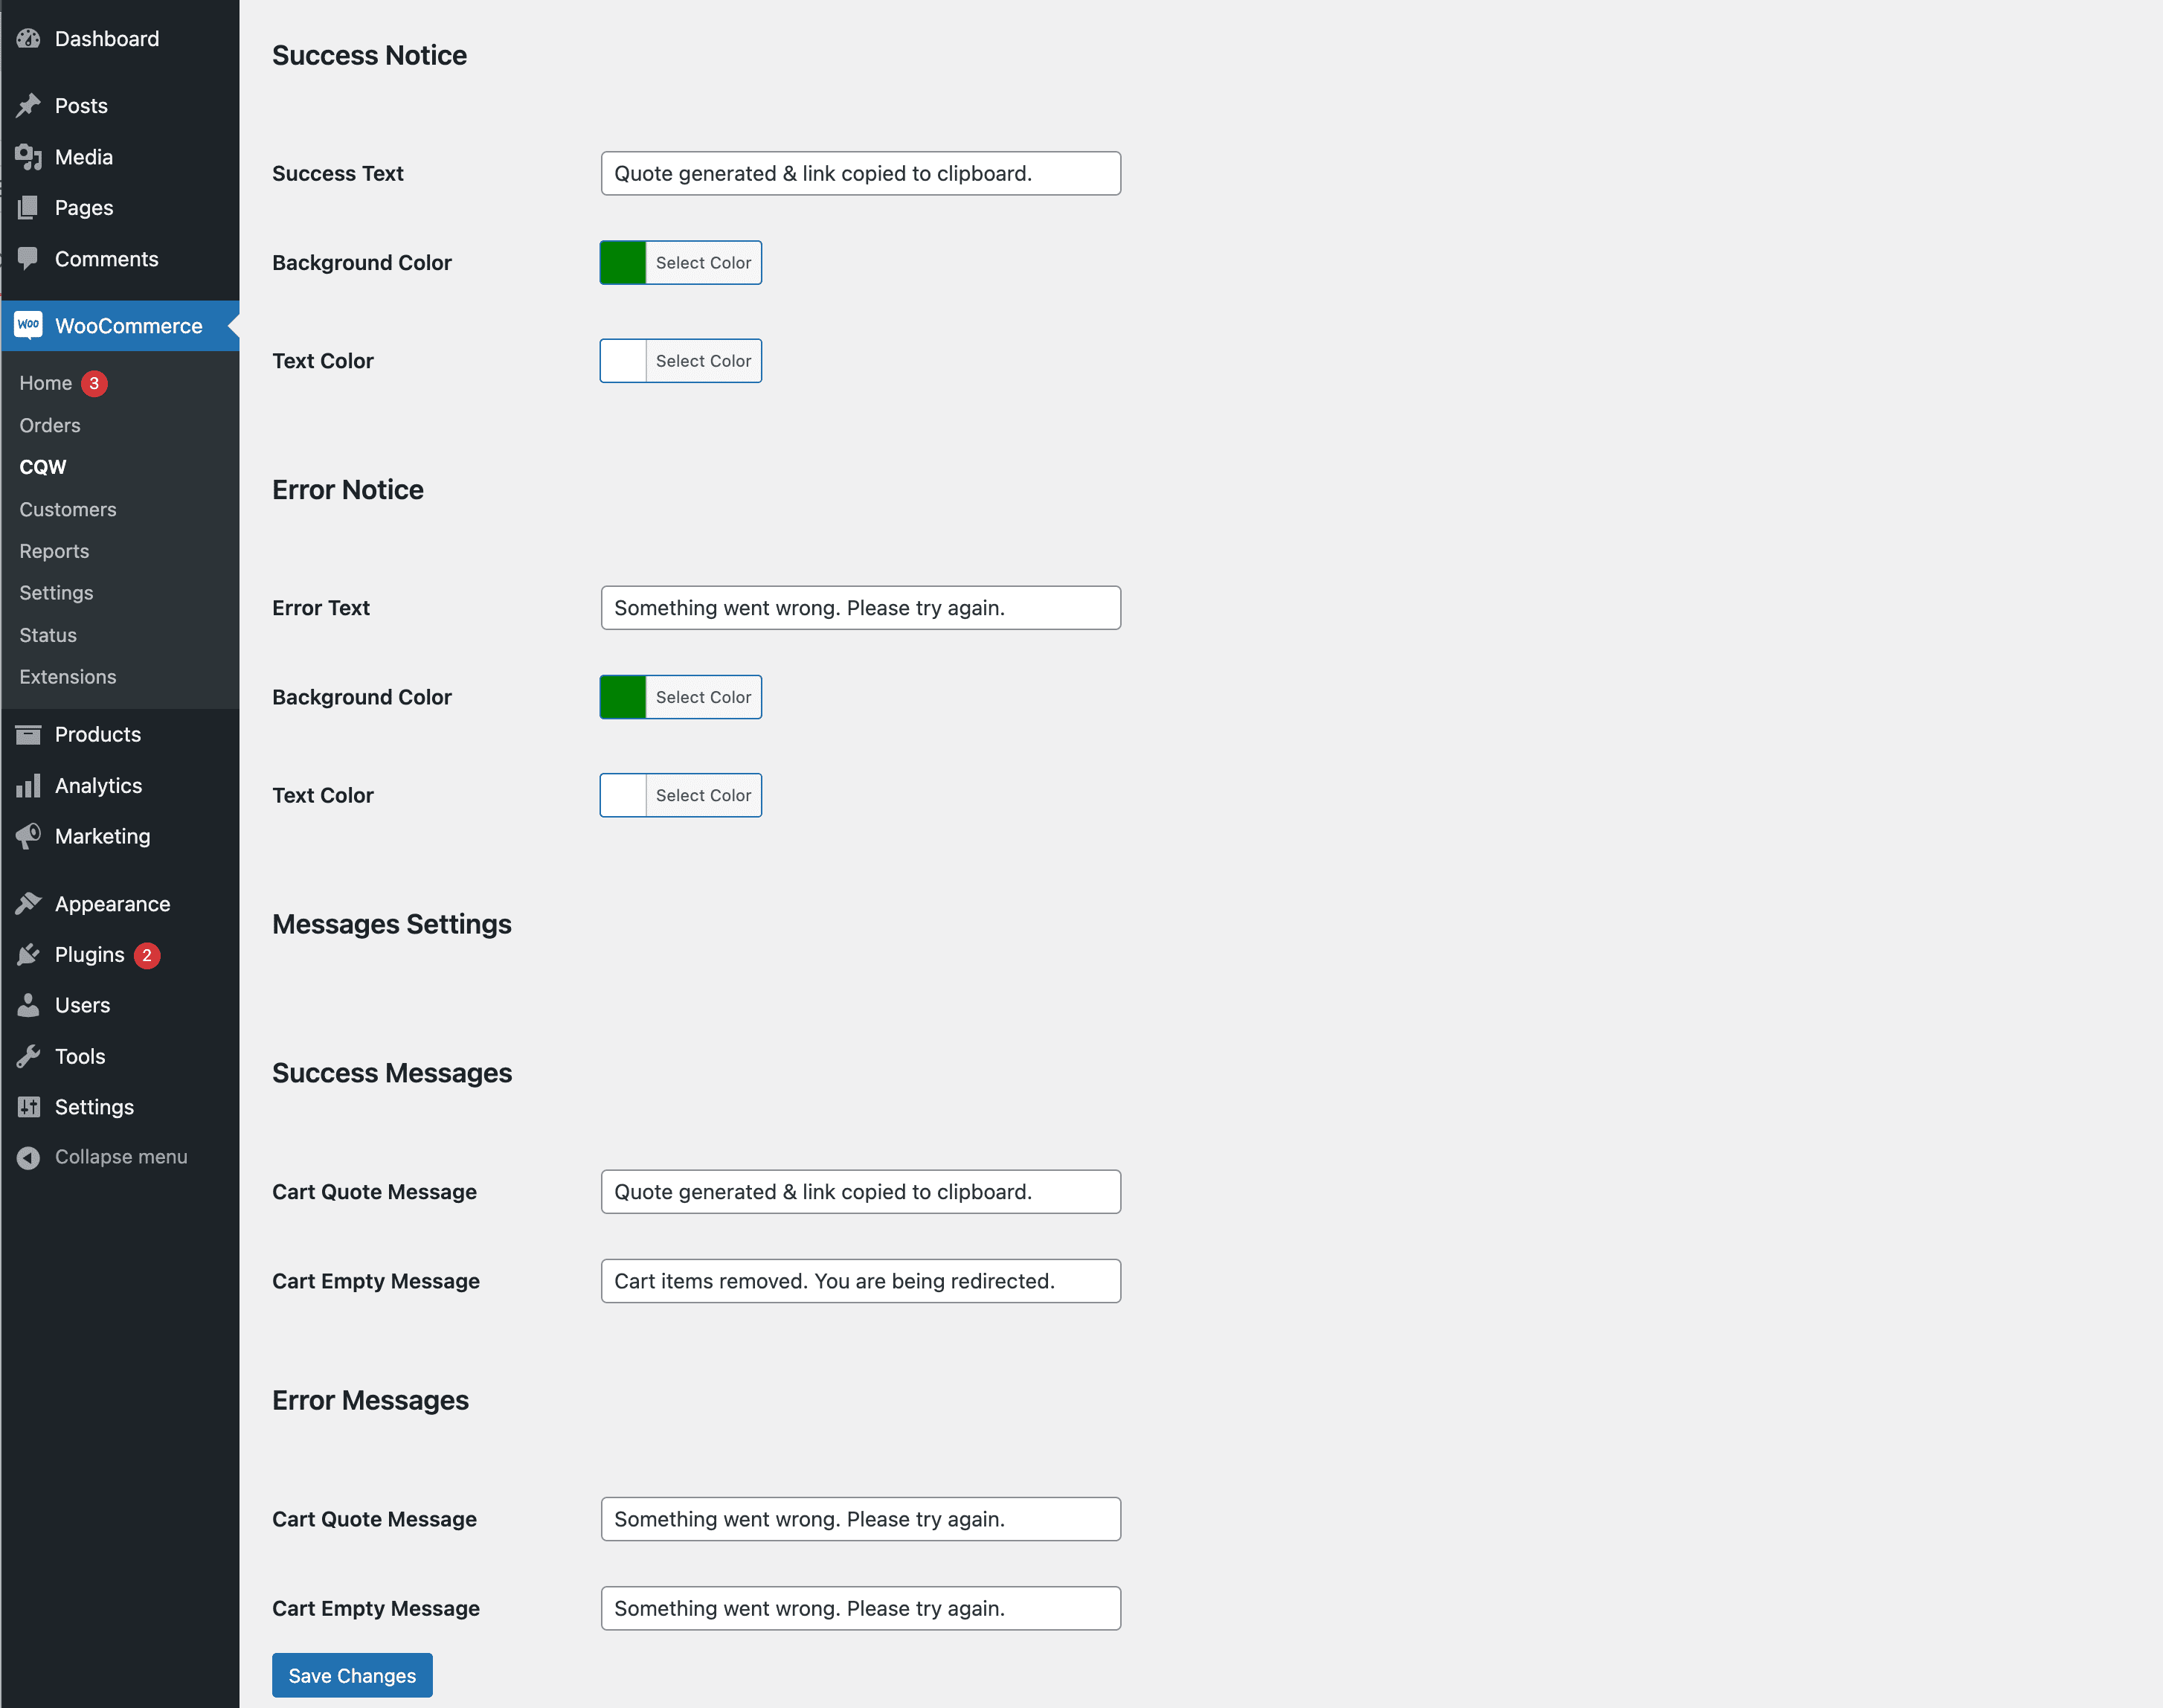 Dashboard
Posts
Media
Pages
Comments
Woo WooCommerce
Home 3
Orders
CQW
Customers
Reports
Settings
Status
Extensions
Products
Analytics
Marketing
Appearance
Plugins 2
Users
Tools
Settings
Collapse menu
Success Notice
Success Text Quote generated & link copied to clipboard.
Background Color Select Color
Text Color Select Color
Error Notice
Error Text Something went wrong. Please try again.
Background Color Select Color
Text Color Select Color
Messages Settings
Success Messages
Cart Quote Message Quote generated & link copied to clipboard.
Cart Empty Message Cart items removed. You are being redirected.
Error Messages
Cart Quote Message Something went wrong. Please try again.
Cart Empty Message Something went wrong. Please try again.
Save Changes